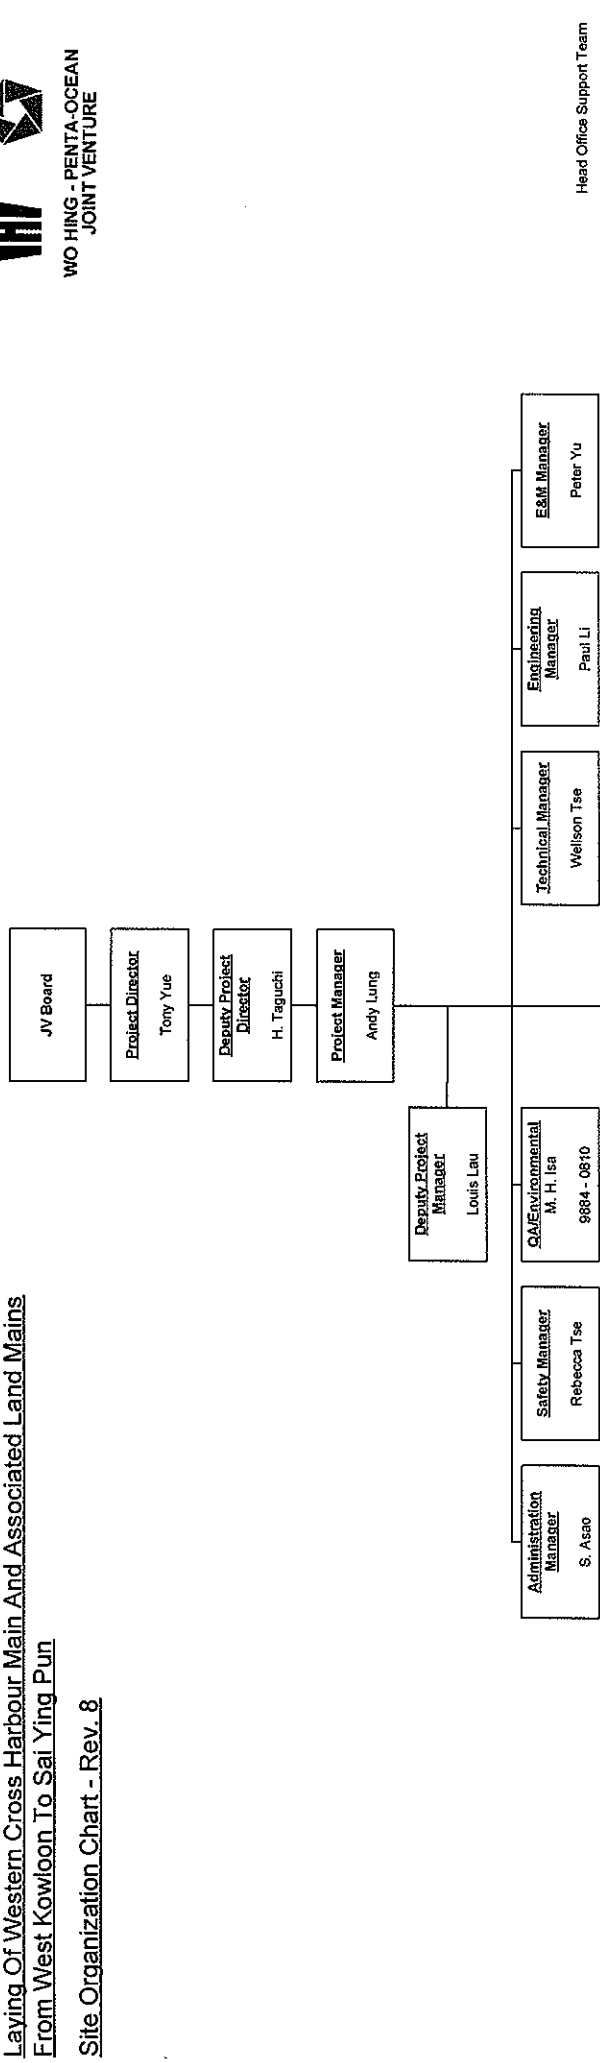 Laying Of Western Cross Harbour Main And Associated Land Mains
From West Kowloon To Sai Ying Pun
Site Organization Chart - Rev. 8
WO HING - PENTA-OCEAN
JOINT VENTURE
JV Board
Project Director
Tony Yue
Deputy Project
Director
H. Taguchi
Project Manager
Andy Lung
Deputy Project
Manager
Louis Lau
Administration
Manager
S. Asao
Safety Manager
Rebecca Tse
QA/Environmental
M. H. Isa
9884 - 0810
Technical Manager
Wellson Tse
Engineering
Manager
Paul Li
E&M Manager
Peter Yu
Head Office Support Team